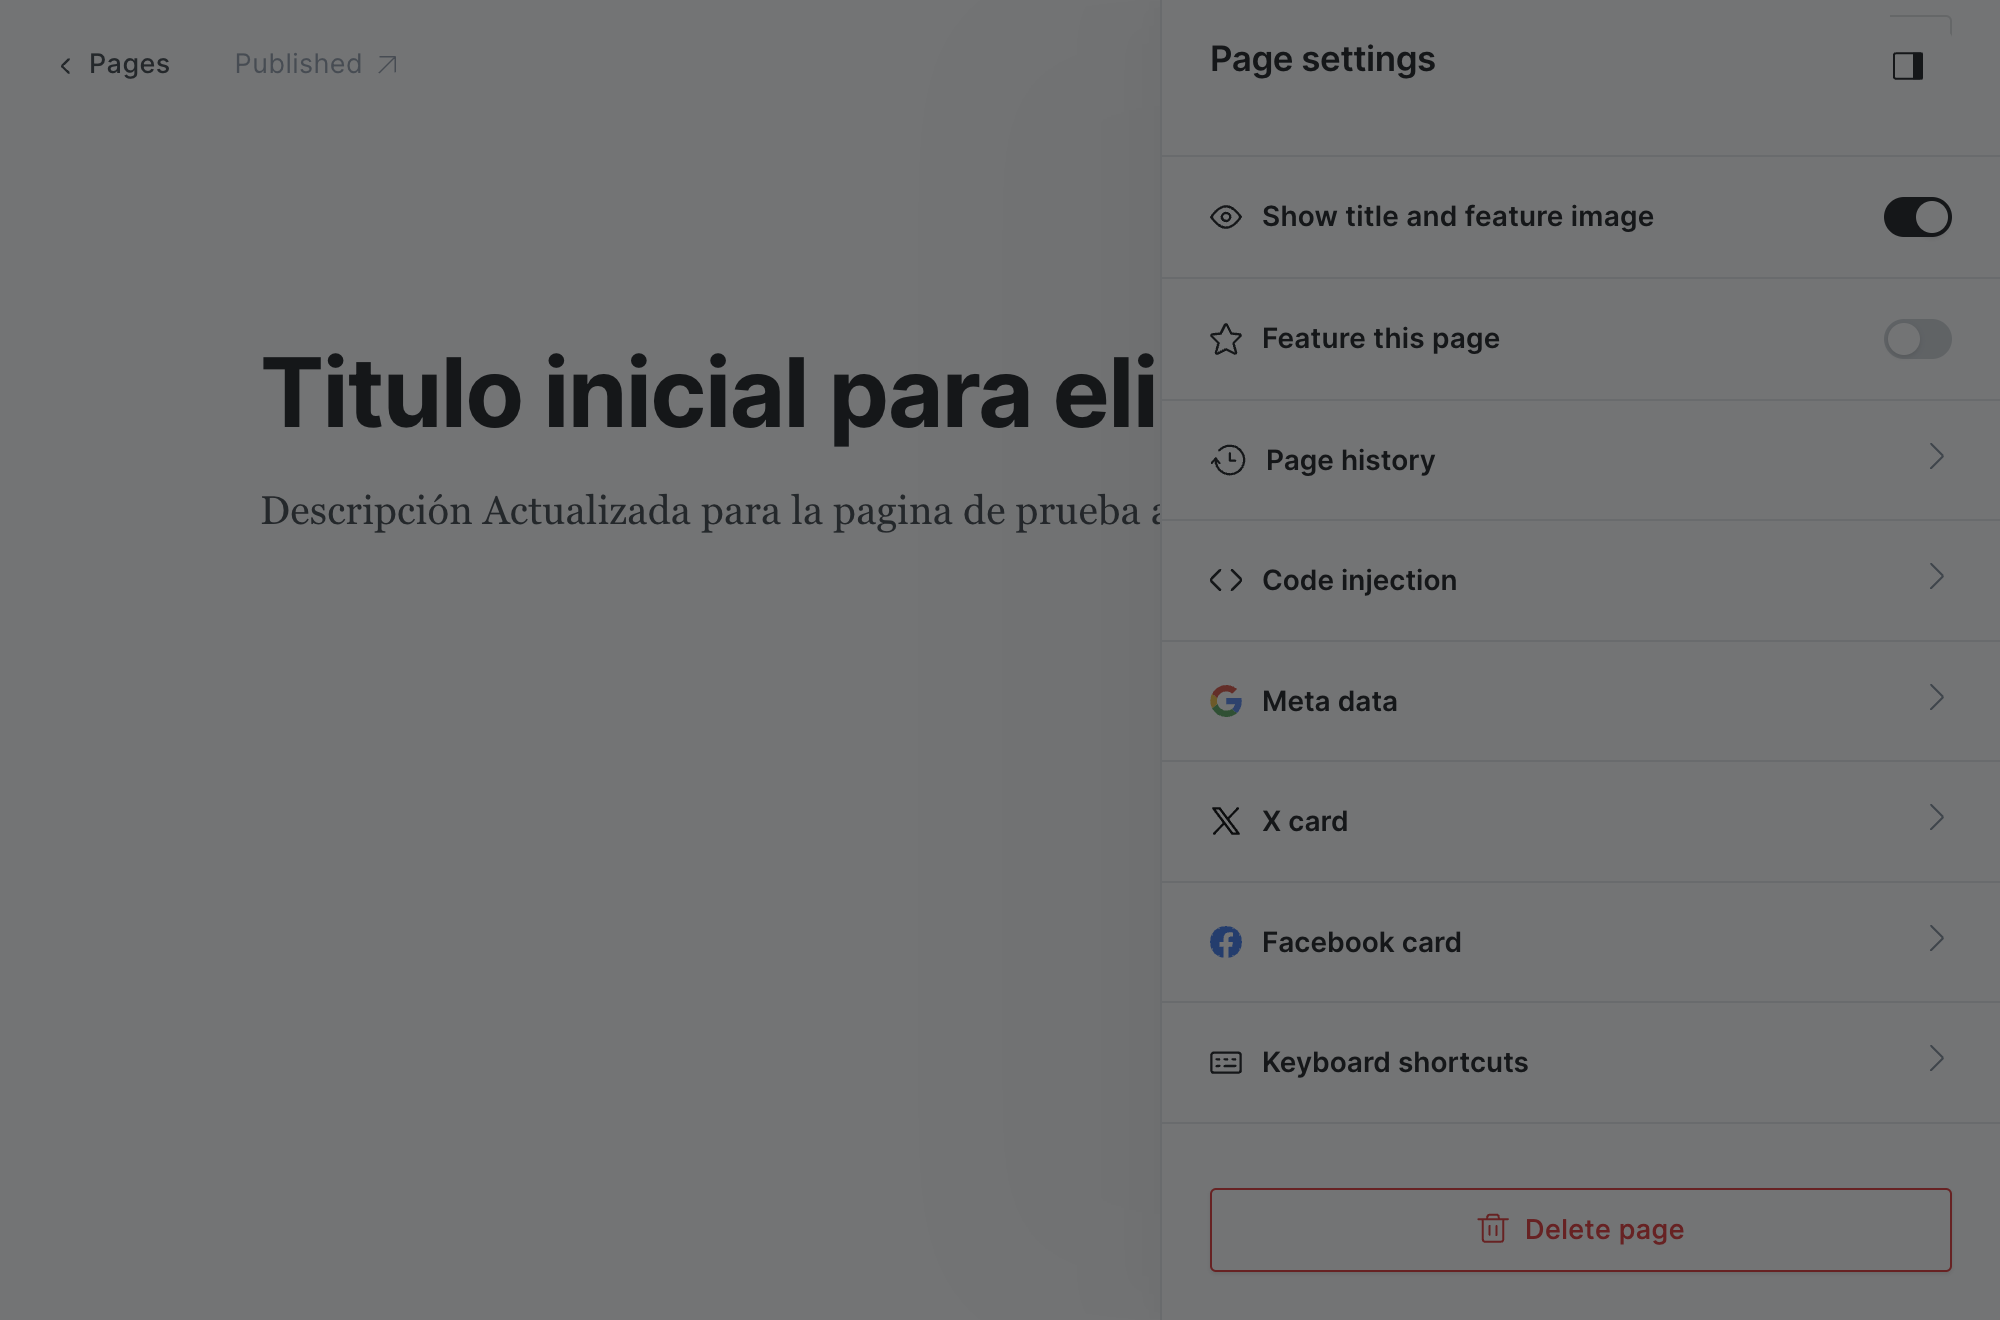 Pages
Published
Page settings
Show title and feature image
Feature this page
Titulo inicial para eli
Page history
Descripción Actualizada para la pagina de prueba
Code injection
Meta data
X card
Facebook card
Keyboard shortcuts
Delete page